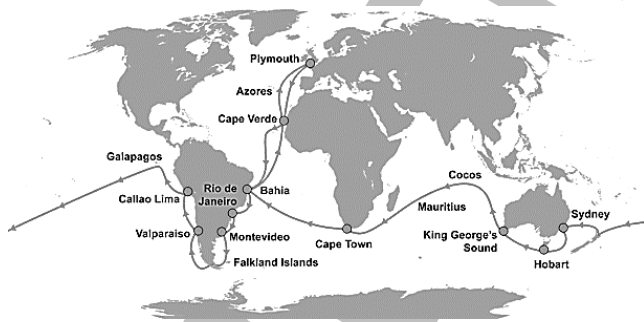 Plymouth
Azores
Cape Verde
Galapagos
Cocos
Rio de
Janeiro
Bahia
Callao Lima
Mauritius
Sydney
Valparaiso
Montevideo
Cape Town
King George's
Sound
Falkland Islands
Hobart